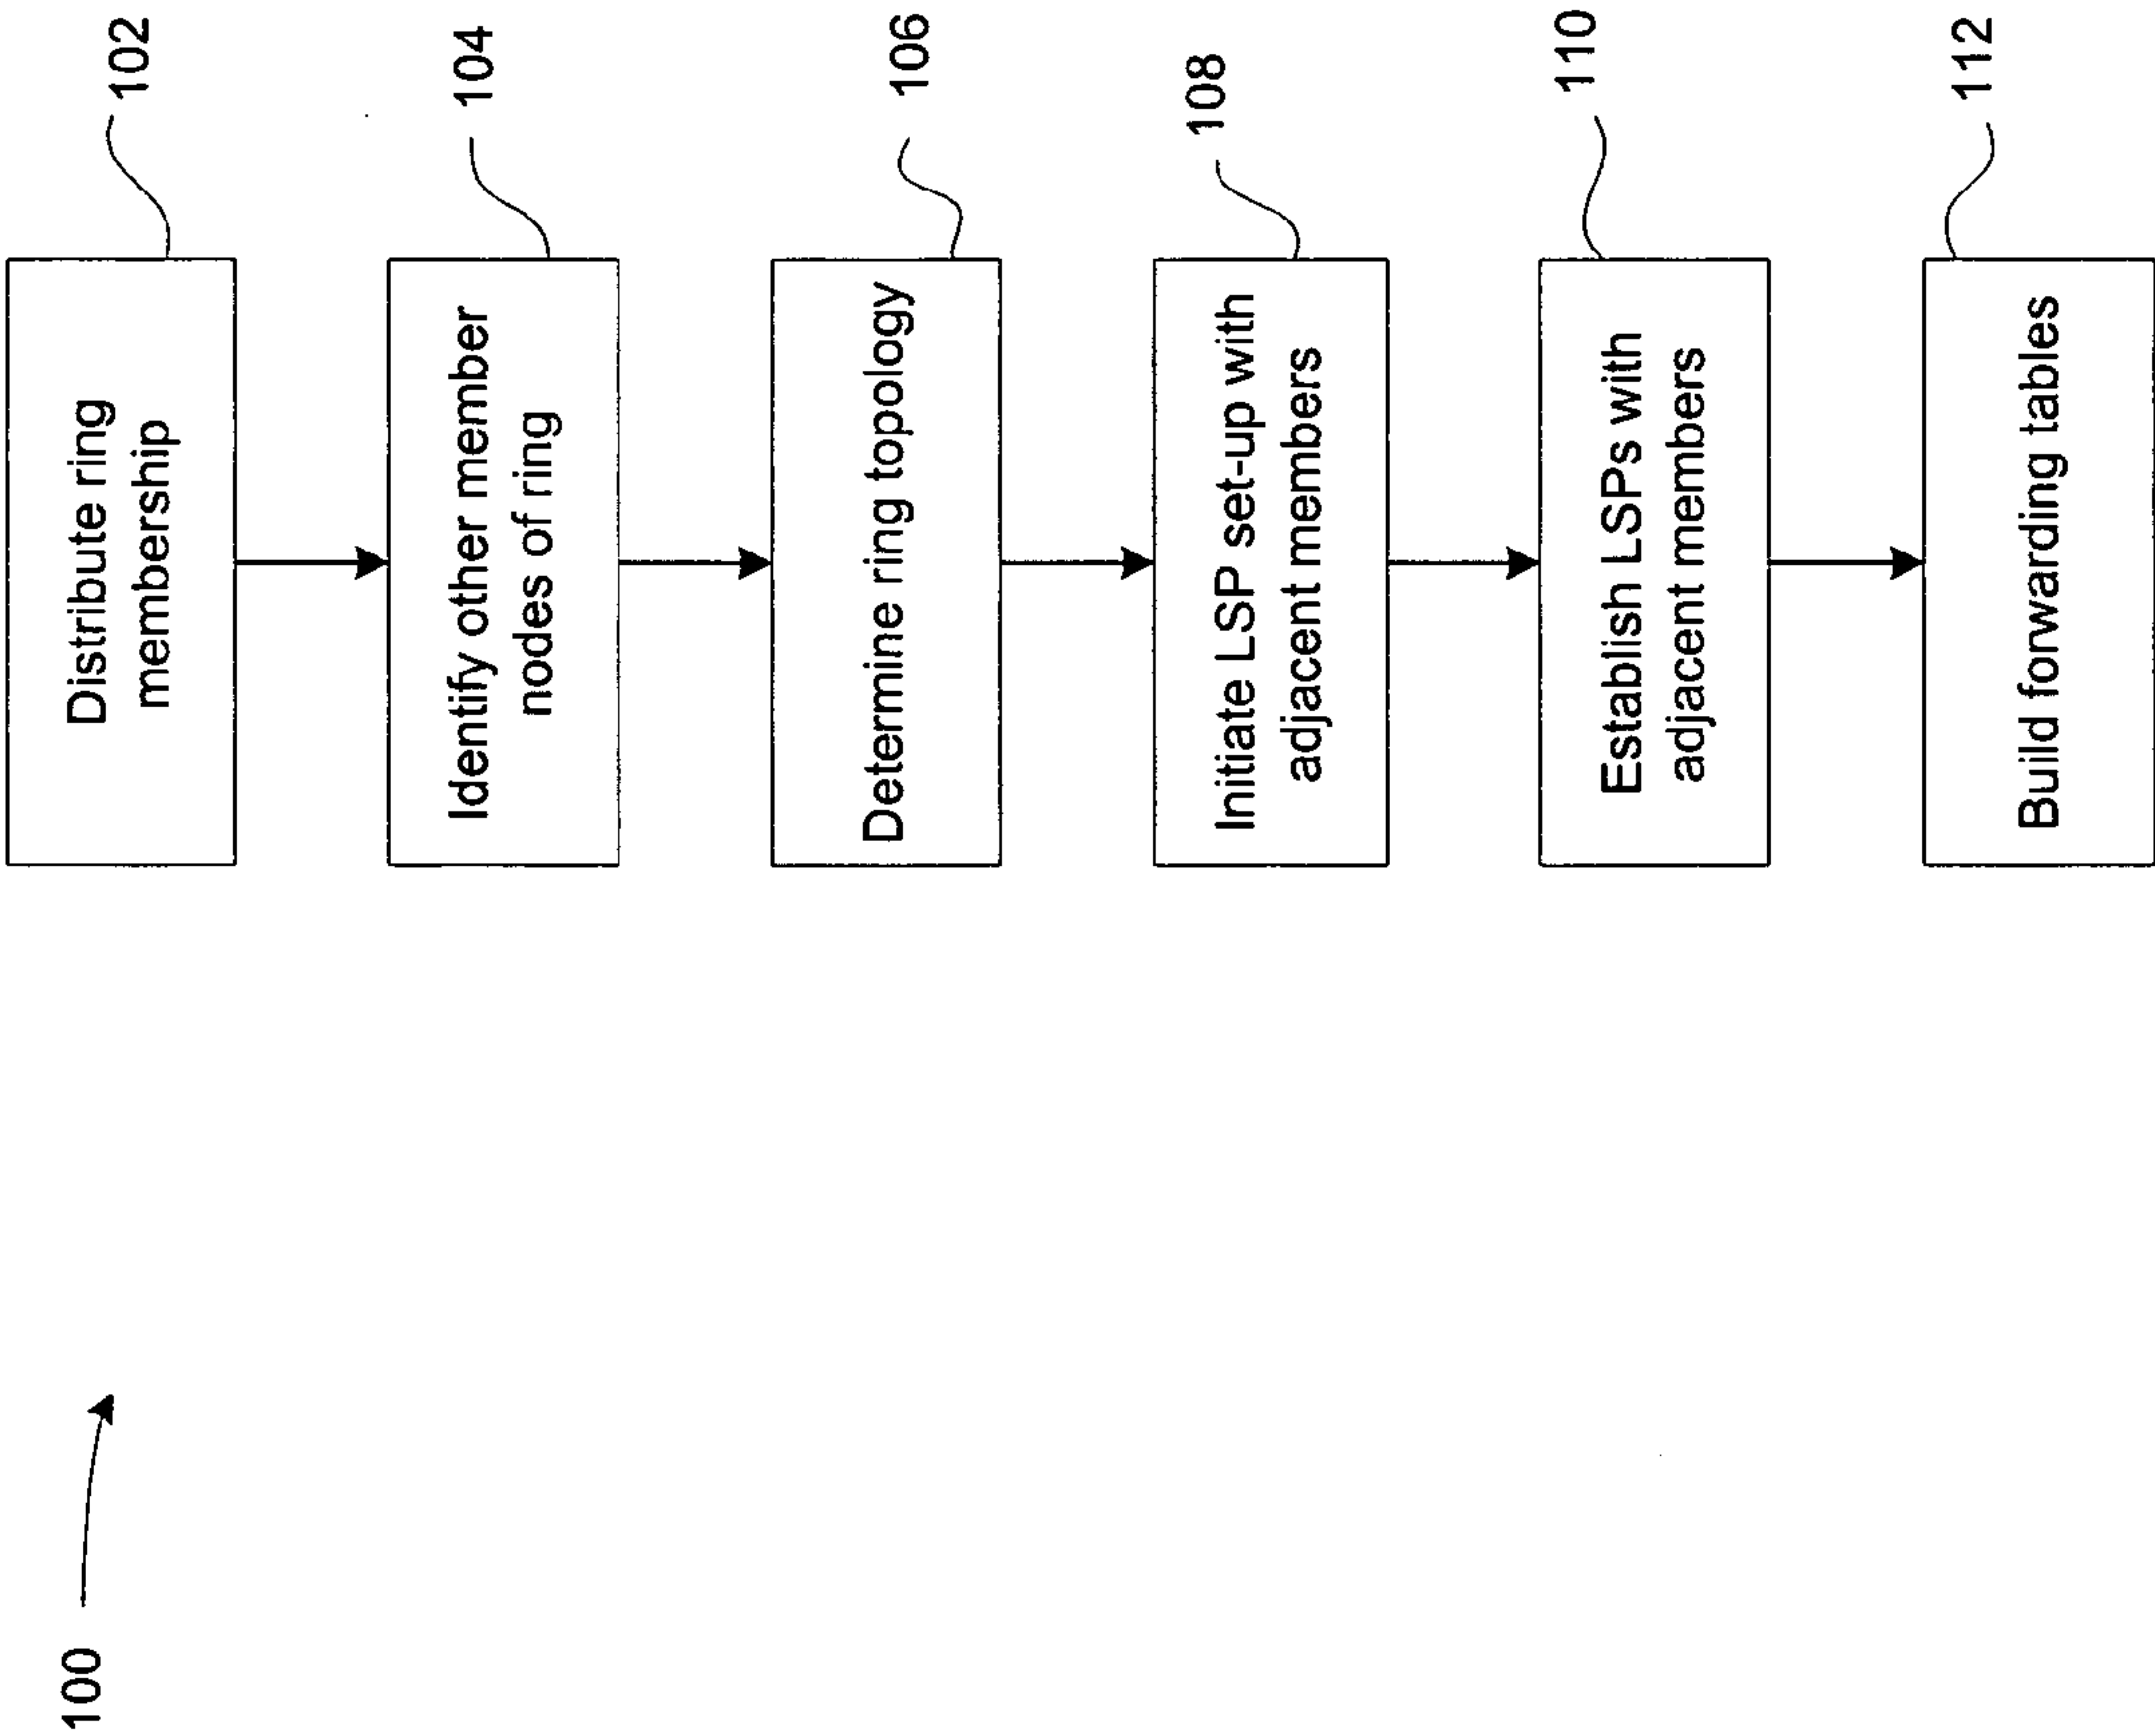 100
Distribute ring
membership
102
Identify other member
nodes of ring
104
Determine ring topology
106
Initiate LSP set-up with
adjacent members
108
Establish LSPs with
adjacent members
110
Build forwarding tables
112